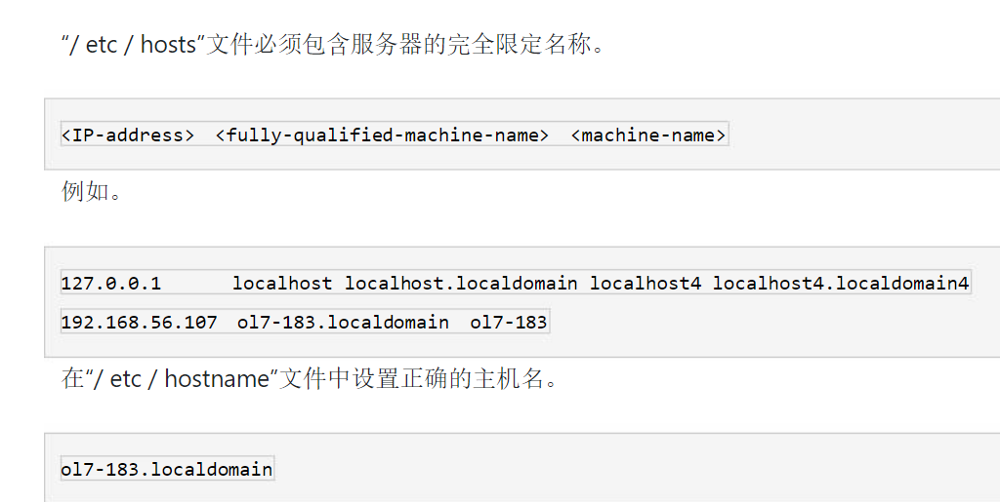 “/ etc / hosts”文件必须包含服务器的完全限定名称。
<IP-address>  <fully-qualified-machine-name>  <machine-name>
例如。
127.0.0.1       localhost localhost.localdomain localhost4 localhost4.localdomain4
192.168.56.107  ol7-183.localdomain  ol7-183
在“/ etc / hostname”文件中设置正确的主机名。
ol7-183.localdomain